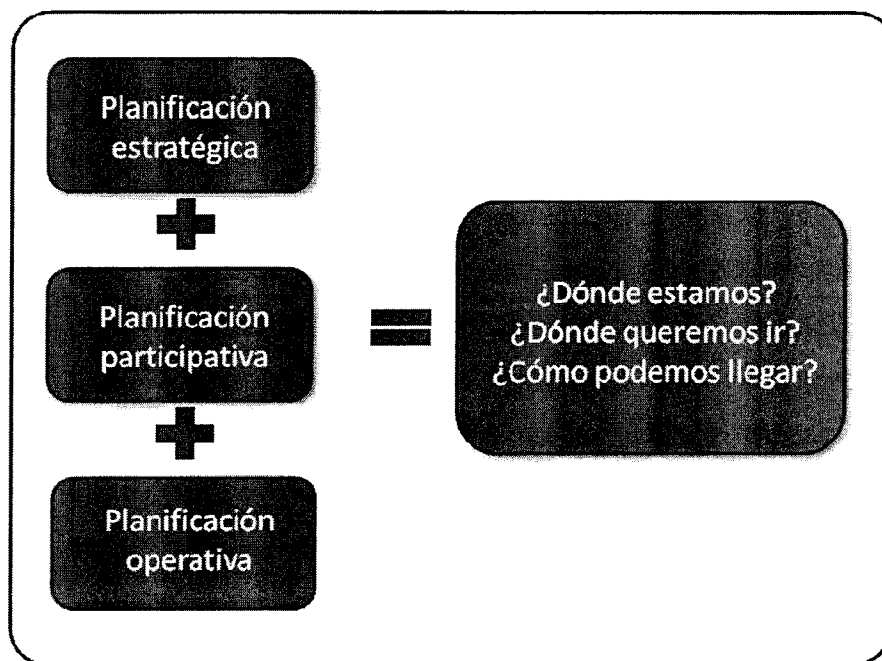 Planificación
estratégica
+
Planificación
participativa
+
Planificación
operativa
=
¿Dónde estamos?
¿Dónde queremos ir?
¿Cómo podemos llegar?